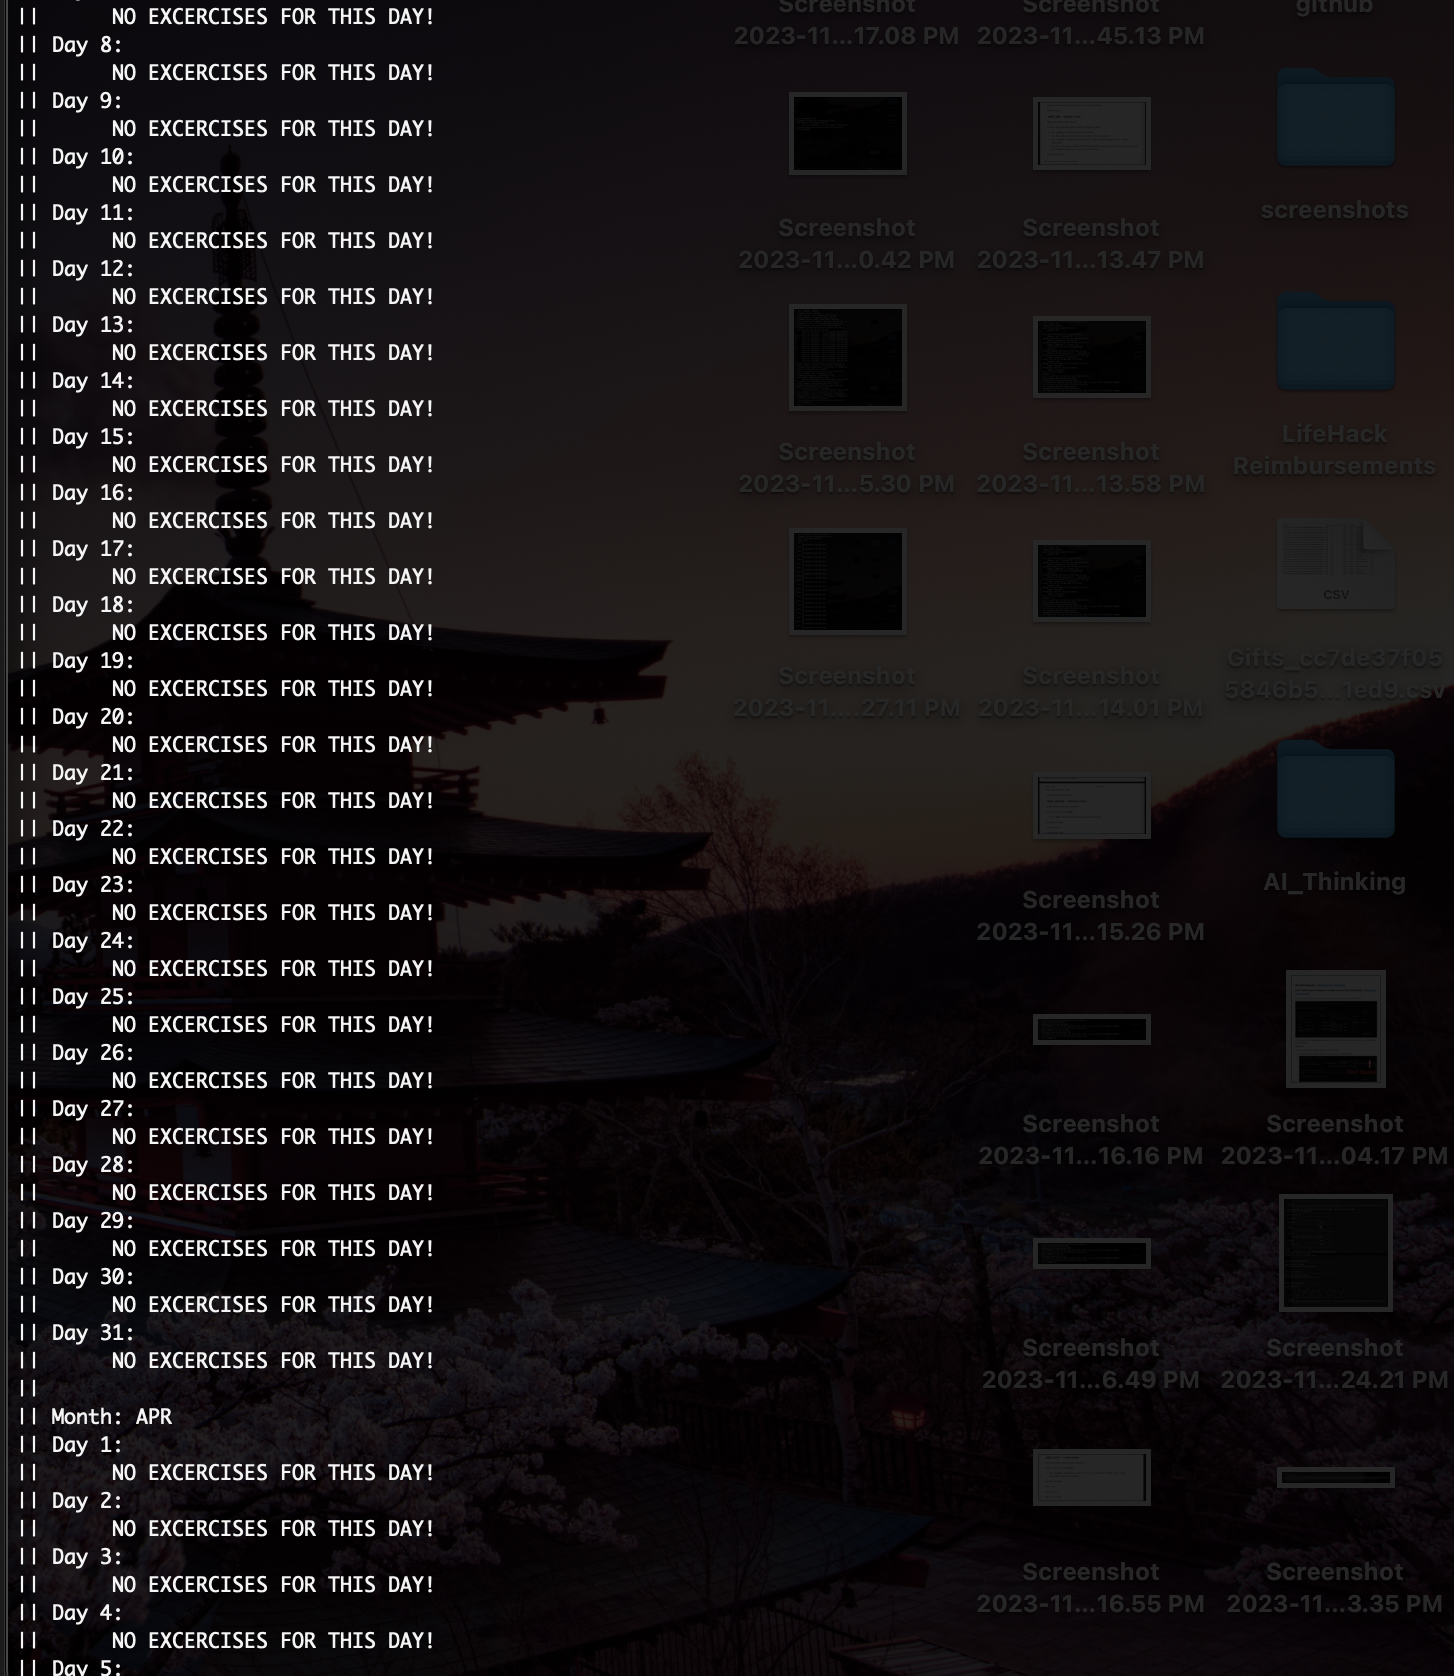 || NO EXCERCISES FOR THIS DAY!
|| Day 8:
|| NO EXCERCISES FOR THIS DAY!
|| Day 9:
|| NO EXCERCISES FOR THIS DAY!
|| Day 10:
|| NO EXCERCISES FOR THIS DAY!
|| Day 11:
|| NO EXCERCISES FOR THIS DAY!
|| Day 12:
|| NO EXCERCISES FOR THIS DAY!
|| Day 13:
|| NO EXCERCISES FOR THIS DAY!
|| Day 14:
|| NO EXCERCISES FOR THIS DAY!
|| Day 15:
|| NO EXCERCISES FOR THIS DAY!
|| Day 16:
|| NO EXCERCISES FOR THIS DAY!
|| Day 17:
|| NO EXCERCISES FOR THIS DAY!
|| Day 18:
|| NO EXCERCISES FOR THIS DAY!
|| Day 19:
|| NO EXCERCISES FOR THIS DAY!
|| Day 20:
|| NO EXCERCISES FOR THIS DAY!
|| Day 21:
|| NO EXCERCISES FOR THIS DAY!
|| Day 22:
|| NO EXCERCISES FOR THIS DAY!
|| Day 23:
|| NO EXCERCISES FOR THIS DAY!
|| Day 24:
|| NO EXCERCISES FOR THIS DAY!
|| Day 25:
|| NO EXCERCISES FOR THIS DAY!
|| Day 26:
|| NO EXCERCISES FOR THIS DAY!
|| Day 27:
|| NO EXCERCISES FOR THIS DAY!
|| Day 28:
|| NO EXCERCISES FOR THIS DAY!
|| Day 29:
|| NO EXCERCISES FOR THIS DAY!
|| Day 30:
|| NO EXCERCISES FOR THIS DAY!
|| Day 31:
|| NO EXCERCISES FOR THIS DAY!
||
|| Month: APR
|| Day 1:
|| NO EXCERCISES FOR THIS DAY!
|| Day 2:
|| NO EXCERCISES FOR THIS DAY!
|| Day 3:
|| NO EXCERCISES FOR THIS DAY!
|| Day 4:
|| NO EXCERCISES FOR THIS DAY!
|| Day 5:
Screenshot
2023-11...17.08 PM
Screenshot
2023-11...0.42 PM
Screenshot
2023-11...5.30 PM
Screenshot
2023-11....27.11 PM
Screenshot
2023-11...45.13 PM
Screenshot
2023-11...13.47 PM
Screenshot
2023-11...13.58 PM
Screenshot
2023-11...14.01 PM
Screenshot
2023-11...15.26 PM
Screenshot
2023-11...16.16 PM
Screenshot
2023-11...6.49 PM
Screenshot
2023-11...16.55 PM
github
screenshots
LifeHack
Reimbursements
CSV
Gifts_cc7de37f05
5846b5...1ed9.csv
AI_Thinking
Screenshot
2023-11...04.17 PM
Screenshot
2023-11...24.21 PM
Screenshot
2023-11...3.35 PM